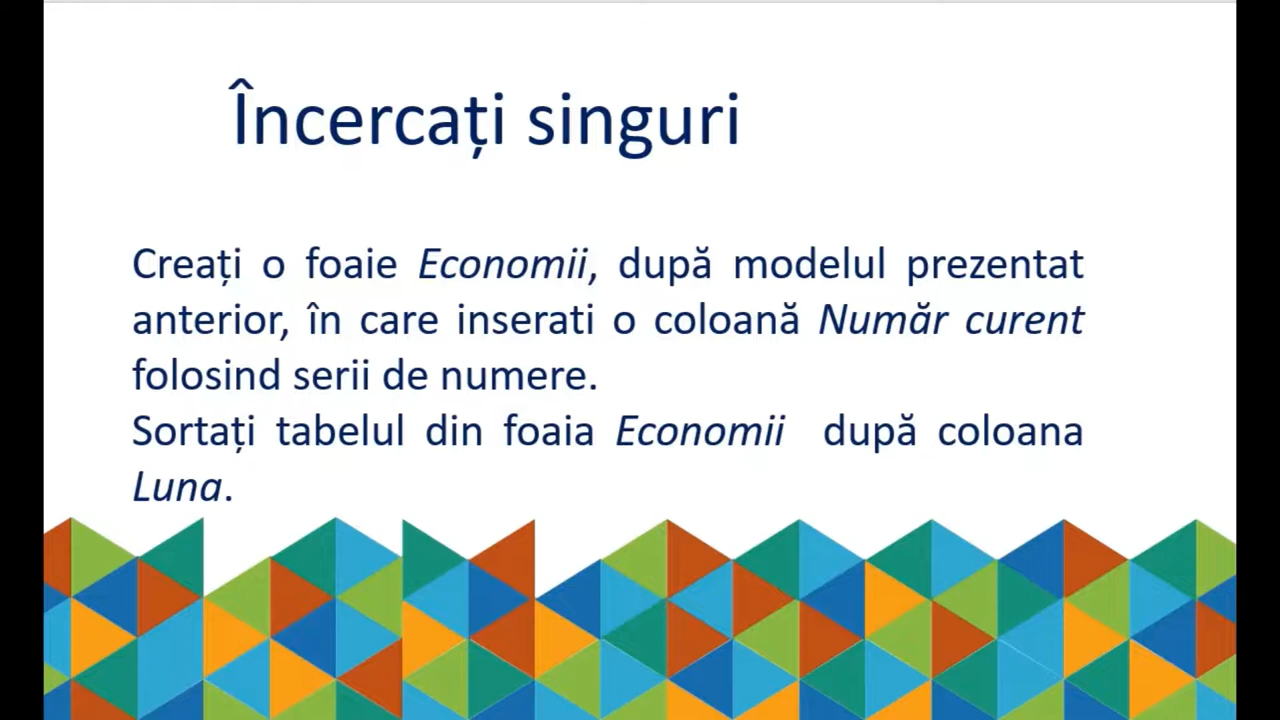 Încercați singuri
Creați o foaie Economii, după modelul prezentat
anterior, în care inserati o coloană Număr curent
folosind serii de numere.
Sortați tabelul din foaia Economii după coloana
Luna.